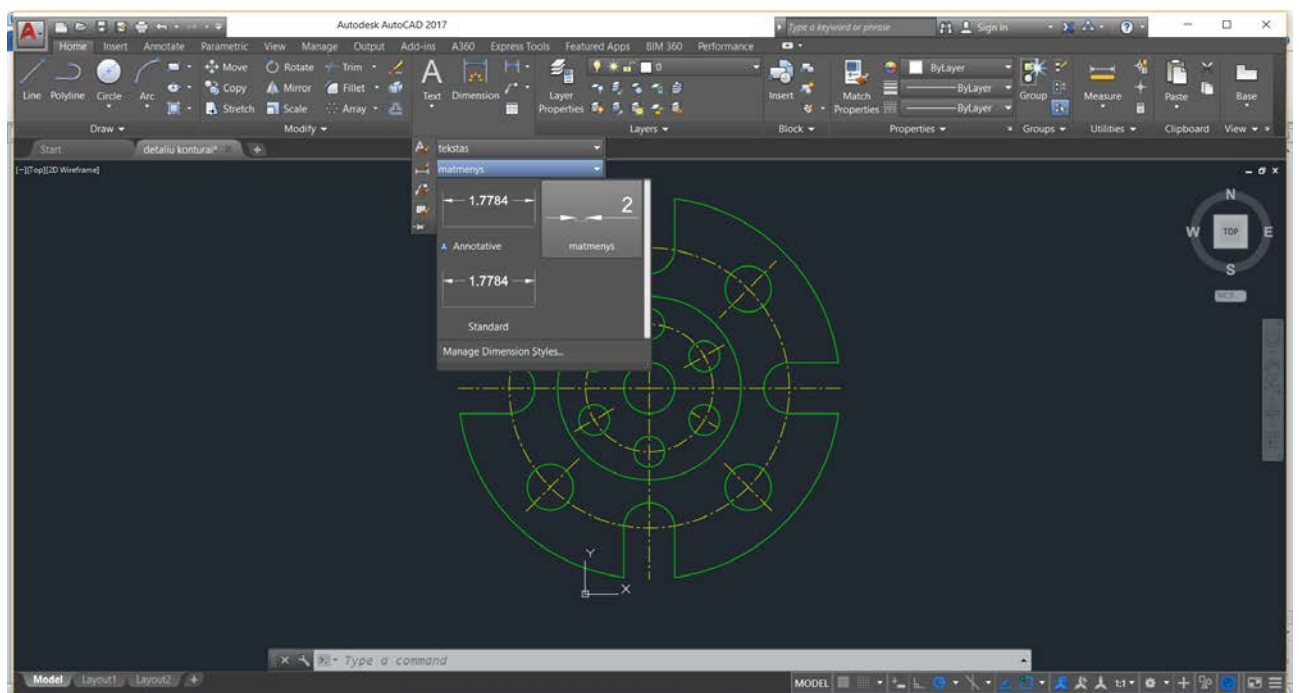 A Autodesk AutoCAD 2017 Type a keyword or phrase Sign In
Home Insert Annotate Parametric View Manage Output Add-ins A360 Express Tools Featured Apps BIM 360 Performance
Move Rotate Trim
Copy Mirror Fillet
Stretch Scale Array
Line Polyline Circle Arc
A
Text Dimension
0
Layer
Properties
Insert
Match
Properties
ByLayer
ByLayer
ByLayer
Group
Measure
Paste
Base
Draw Modify Layers Block Properties Groups Utilities Clipboard View
Start detaliu konturai* +
[-][Top][2D Wireframe]
tekstas
matmenys
1.7784
2
Annotative
matmenys
1.7784
Standard
Manage Dimension Styles...
N
W TOP E
S
Y
X
Type a command
Model Layout1 Layout2 + MODEL 1:1